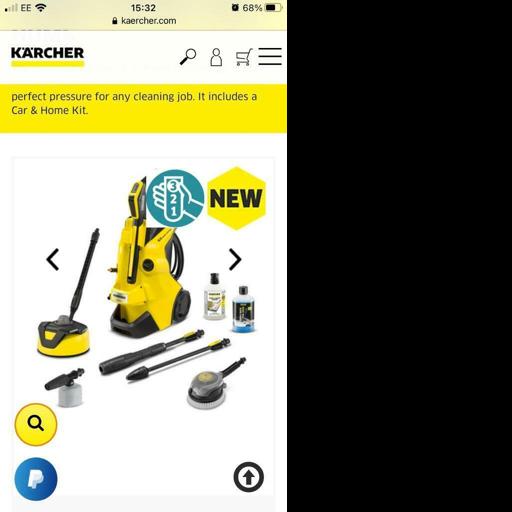 EE 15:32 68%
kaercher.com
KÄRCHER
perfect pressure for any cleaning job. It includes a
Car & Home Kit.
3
2
1
NEW
KÄRCHER